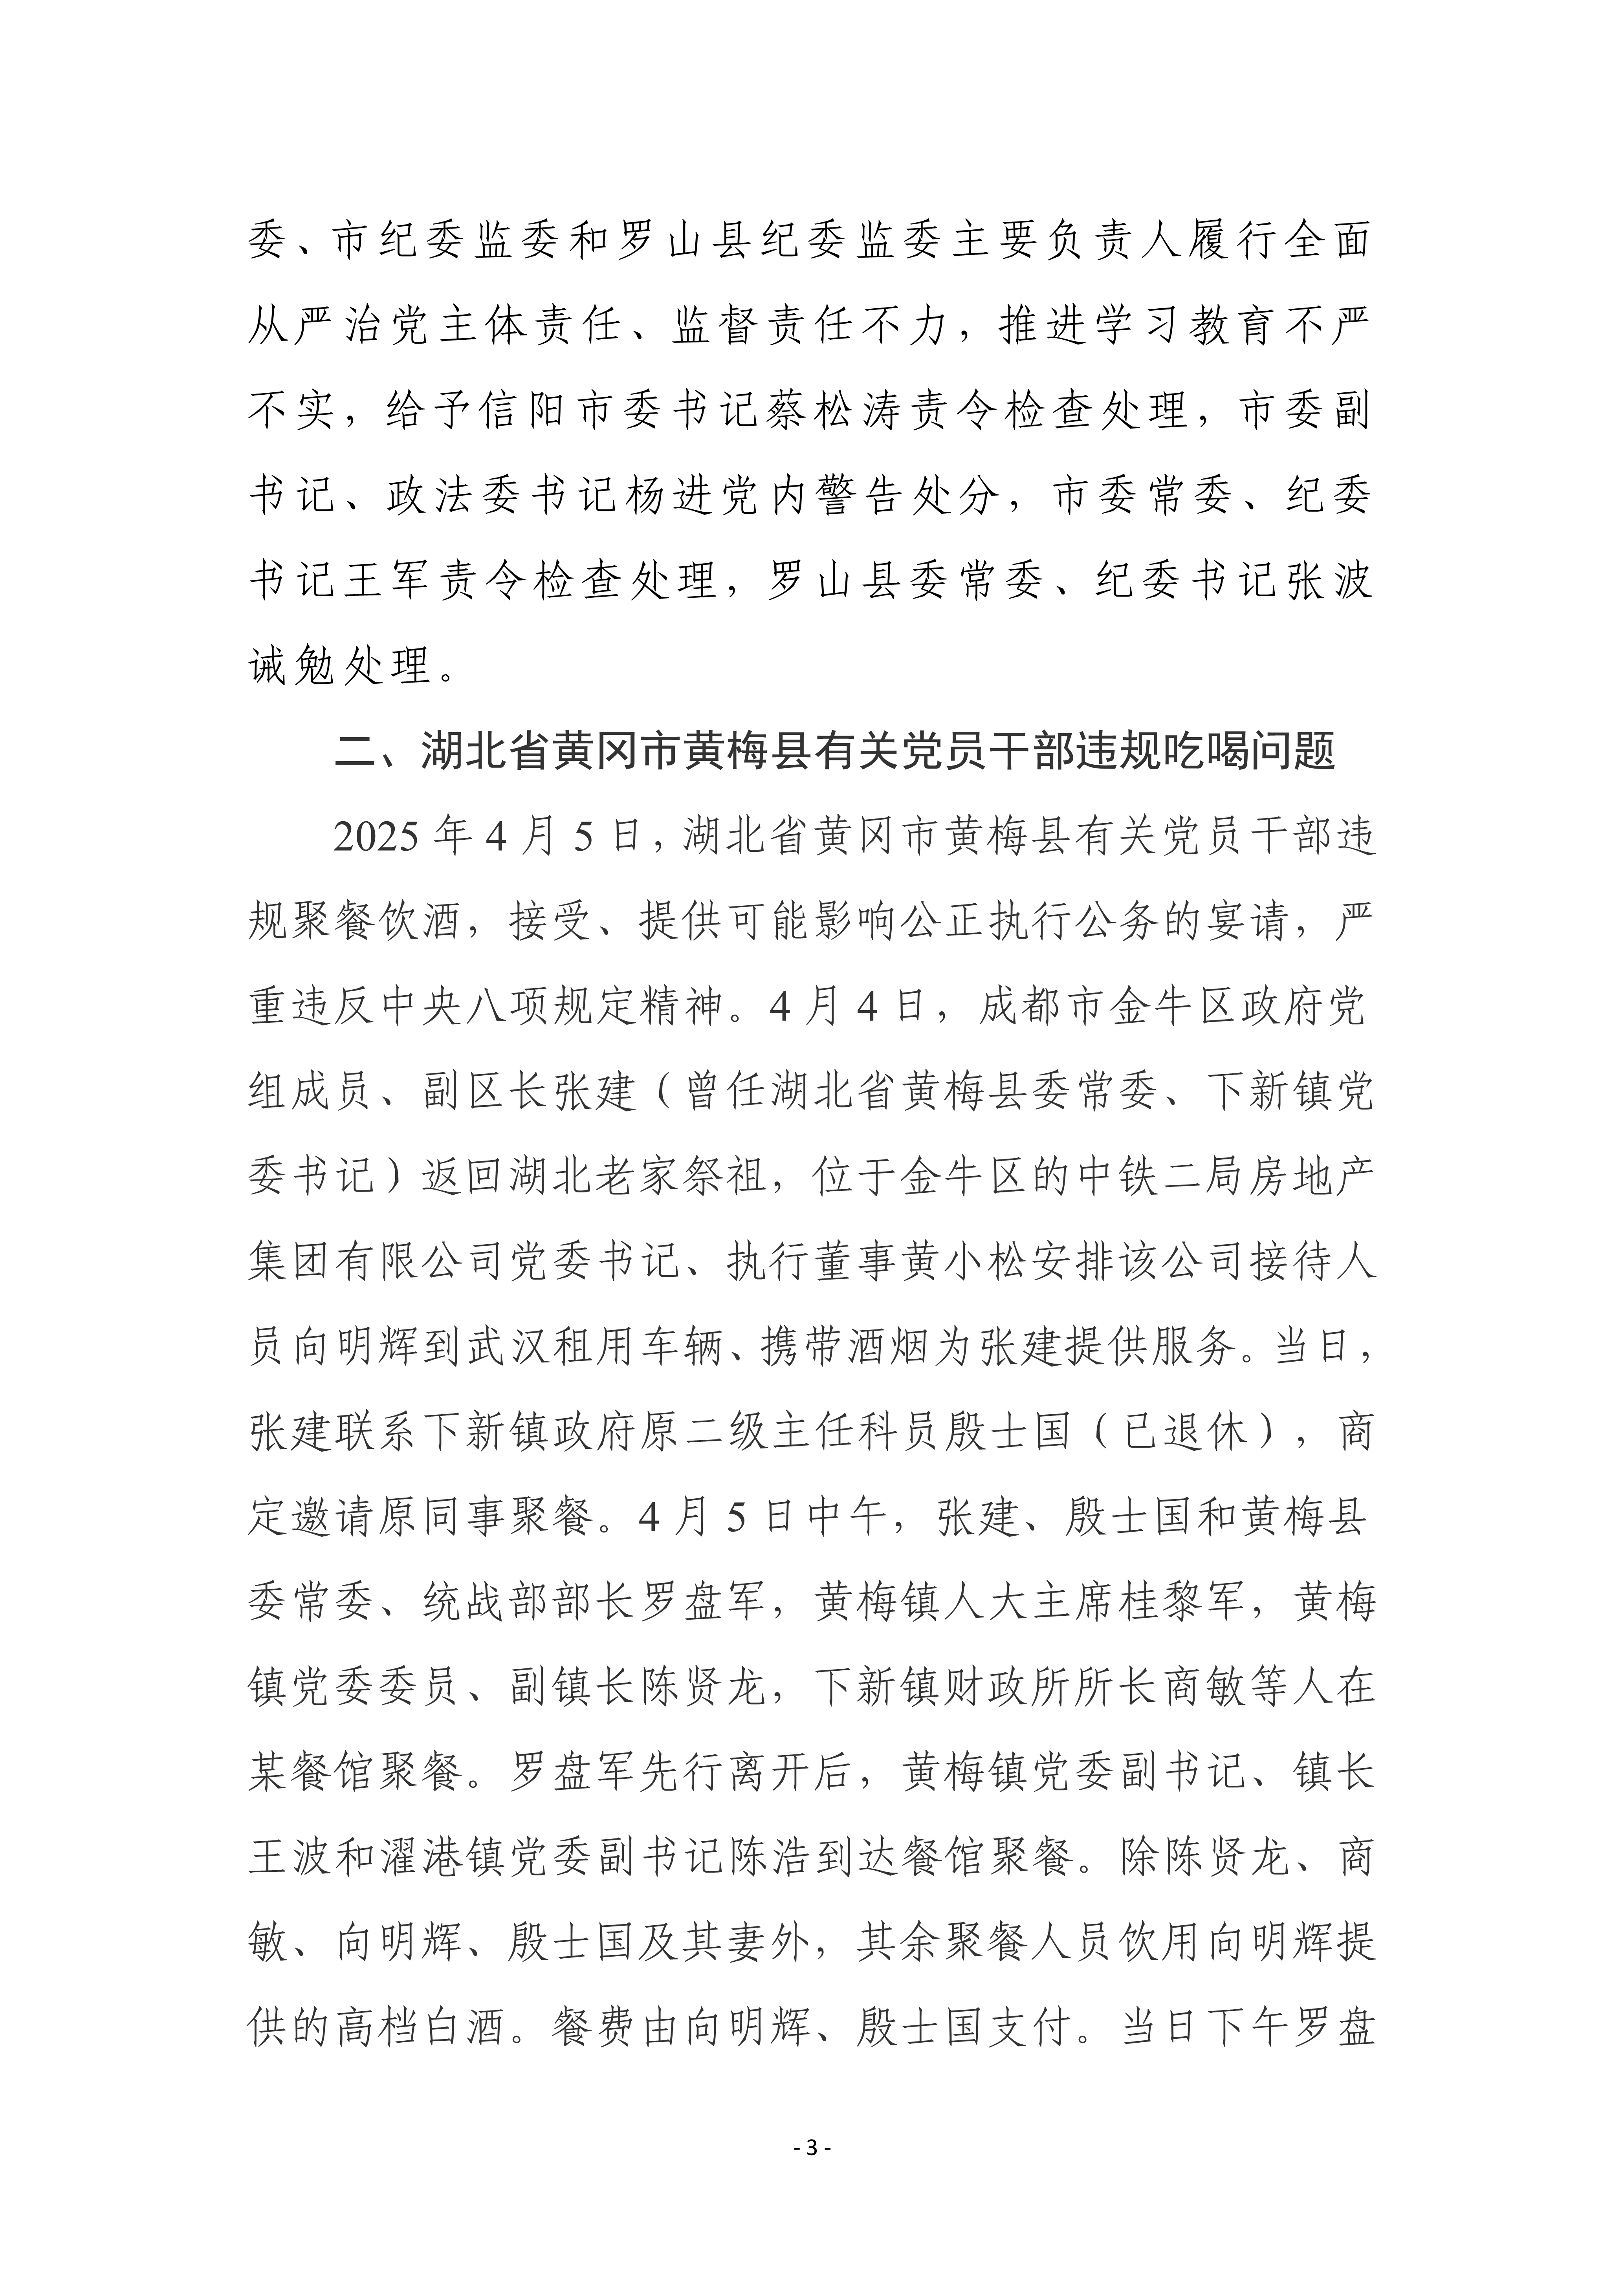 委、市纪委监委和罗山县纪委监委主要负责人履行全面
从严治党主体责任、监督责任不力，推进学习教育不严
不实，给予信阳市委书记蔡松涛责令检查处理，市委副
书记、政法委书记杨进党内警告处分，市委常委、纪委
书记王军责令检查处理，罗山县委常委、纪委书记张波
诫勉处理。
二、湖北省黄冈市黄梅县有关党员干部违规吃喝问题
2025 年 4 月 5 日，湖北省黄冈市黄梅县有关党员干部违
规聚餐饮酒，接受、提供可能影响公正执行公务的宴请，严
重违反中央八项规定精神。4 月 4 日，成都市金牛区政府党
组成员、副区长张建（曾任湖北省黄梅县委常委、下新镇党
委书记）返回湖北老家祭祖，位于金牛区的中铁二局房地产
集团有限公司党委书记、执行董事黄小松安排该公司接待人
员向明辉到武汉租用车辆、携带酒烟为张建提供服务。当日，
张建联系下新镇政府原二级主任科员殷士国（已退休），商
定邀请原同事聚餐。4 月 5 日中午，张建、殷士国和黄梅县
委常委、统战部部长罗盘军，黄梅镇人大主席桂黎军，黄梅
镇党委委员、副镇长陈贤龙，下新镇财政所所长商敏等人在
某餐馆聚餐。罗盘军先行离开后，黄梅镇党委副书记、镇长
王波和濯港镇党委副书记陈浩到达餐馆聚餐。除陈贤龙、商
敏、向明辉、殷士国及其妻外，其余聚餐人员饮用向明辉提
供的高档白酒。餐费由向明辉、殷士国支付。当日下午罗盘
- 3 -